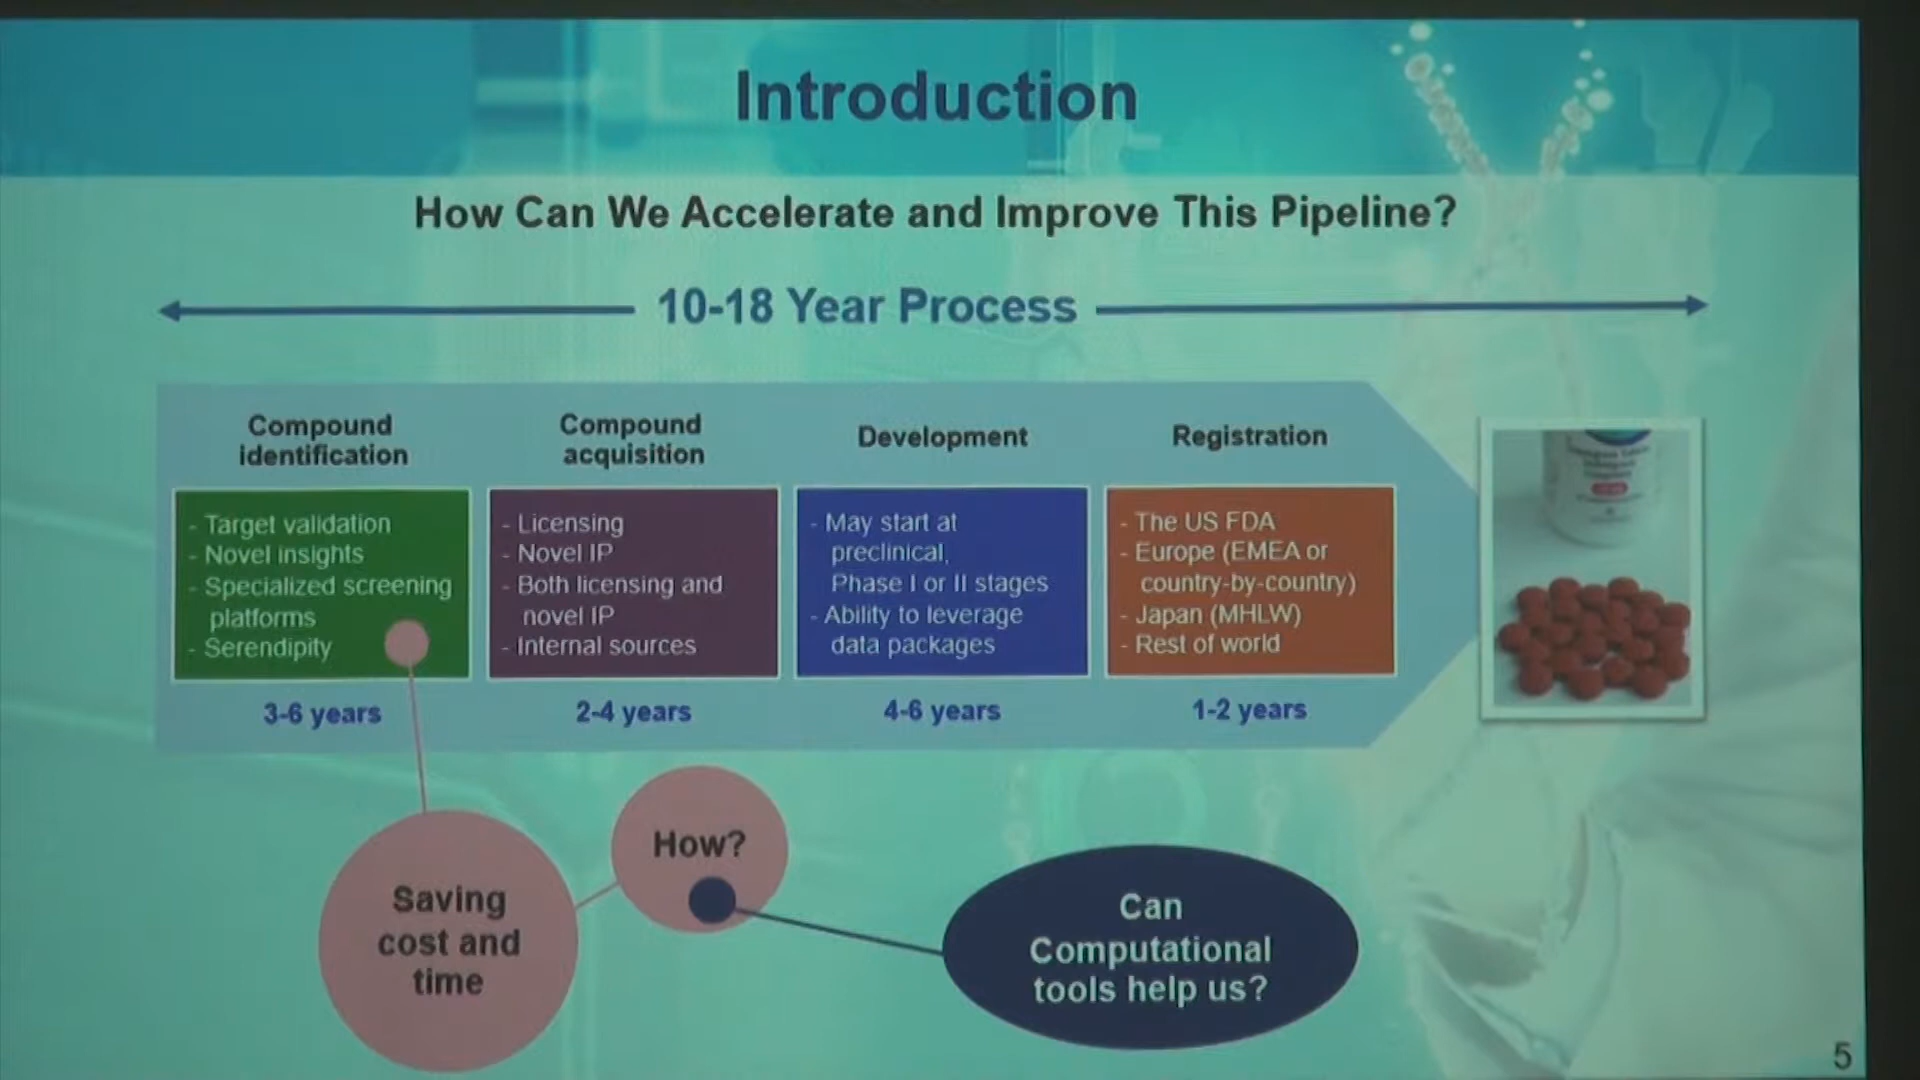 Introduction
How Can We Accelerate and Improve This Pipeline?
10-18 Year Process
Compound
identification
- Target validation
- Novel insights
- Specialized screening
platforms
- Serendipity
3-6 years
Compound
acquisition
- Licensing
- Novel IP
- Both licensing and
novel IP
- Internal sources
2-4 years
Development
- May start at
preclinical,
Phase I or II stages
- Ability to leverage
data packages
4-6 years
Registration
- The US FDA
- Europe (EMEA or
country-by-country)
- Japan (MHLW)
- Rest of world
1-2 years
Saving
cost and
time
How?
Can
Computational
tools help us?
5